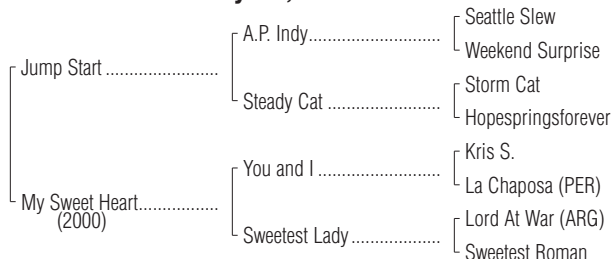 Seattle Slew
A.P. Indy
Weekend Surprise
Jump Start
Storm Cat
Steady Cat
Hopespringsforever
Kris S.
You and I
La Chaposa (PER)
My Sweet Heart
(2000)
Lord At War (ARG)
Sweetest Lady
Sweetest Roman